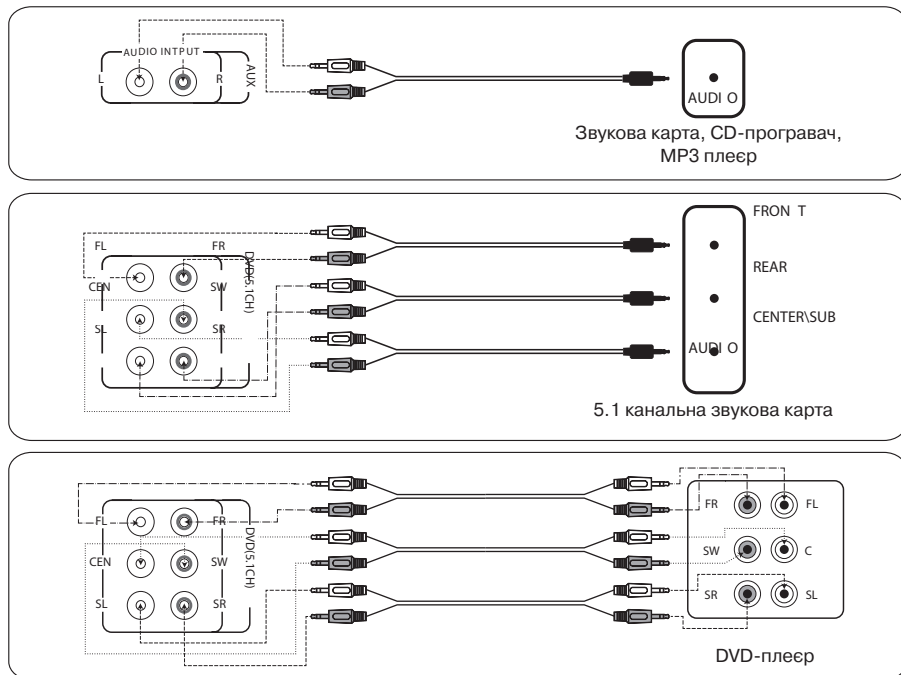 AUDIO INTPUT
L
R
AUX
AUDI O
Звукова карта, CD-програвач,
MP3 плеєр
FL
FR
CEN
SW
SL
SR
DVD(5.1CH)
FRON T
REAR
CENTER\SUB
AUDI O
5.1 канальна звукова карта
FL
FR
CEN
SW
SL
SR
DVD(5.1CH)
FR
FL
SW
C
SR
SL
DVD-плеєр